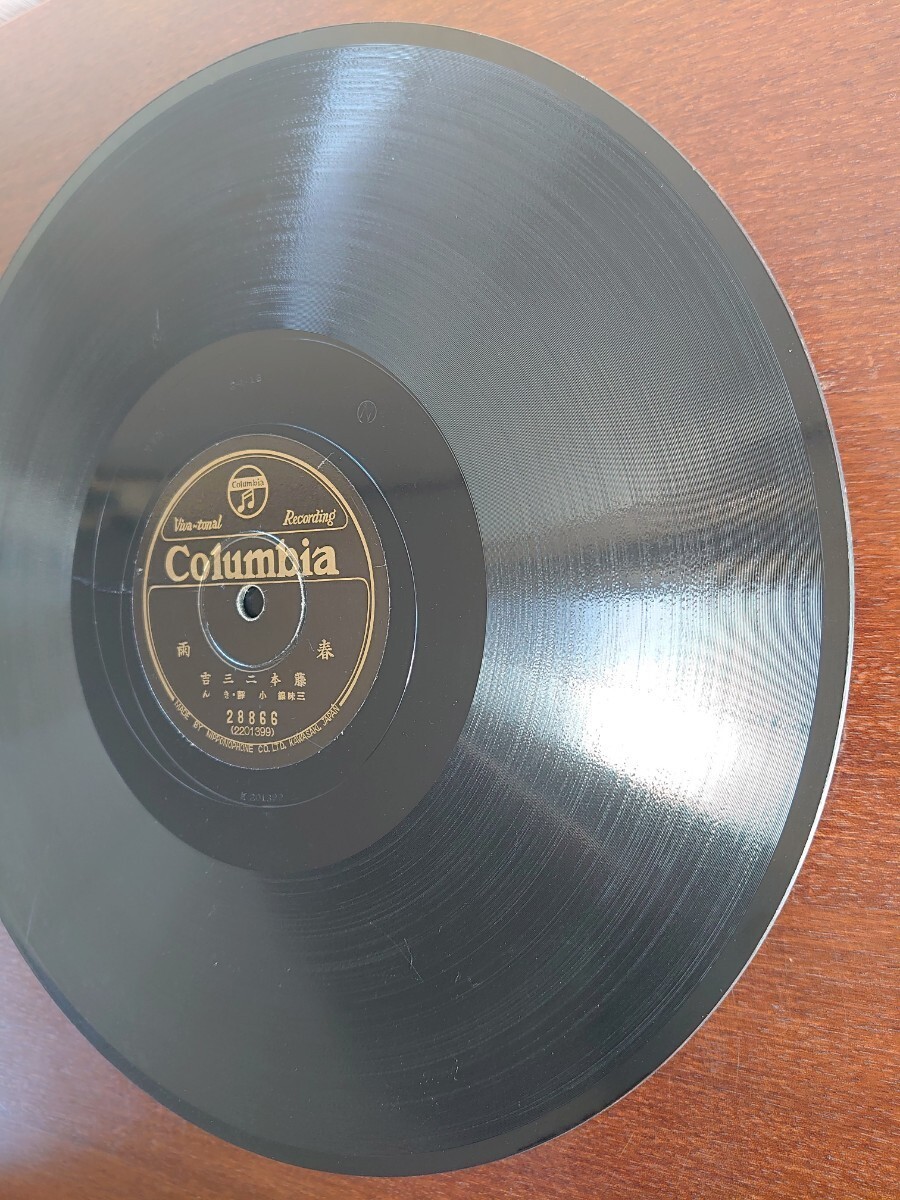 Columbia
Viva-tonal Recording
Columbia
雨 春
吉三二本藤
んき・静 小 線味三
28866
(2201399)
MADE BY NIPPONOPHONE CO., LTD. KAWASAKI, JAPAN
N